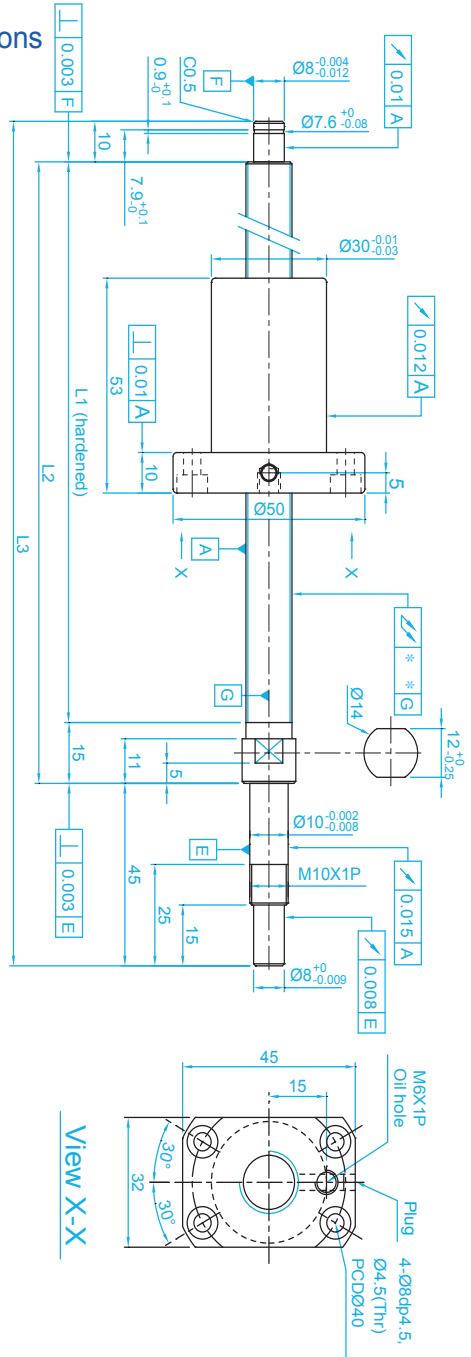 ons
⊥ 0.003 F
F
C0.5
0.9 +0.1 -0
10
7.9 +0.1 -0
Ø8 -0.004 -0.012
Ø7.6 +0 -0.08
↗ 0.01 A
Ø30 -0.01 -0.03
↗ 0.012 A
L1 (hardened)
L2
L3
⊥ 0.01 A
53
10
5
Ø50
X
X
A
G
* * G
Ø14
12 +0 -0.25
15
11
5
⊥ 0.003 E
E
Ø10 -0.002 -0.008
M10X1P
45
25
15
↗ 0.015 A
↗ 0.008 E
Ø8 +0 -0.009
45
15
M6X1P
Oil hole
Plug
4-Ø8dp4.5,
Ø4.5(Thr)
PCDØ40
30°
30°
32
View X-X